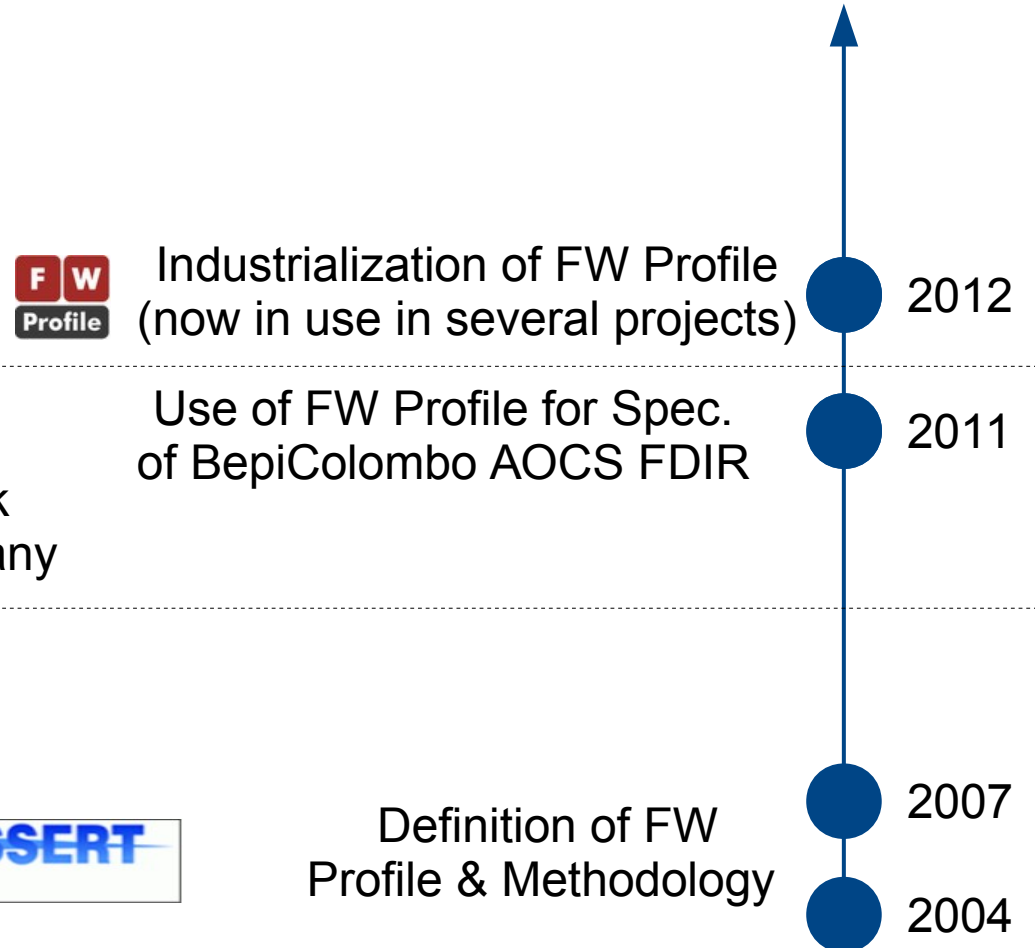 F W
Profile
Industrialization of FW Profile
(now in use in several projects)
2012
Use of FW Profile for Spec.
of BepiColombo AOCS FDIR
2011
2007
Definition of FW
Profile & Methodology
2004